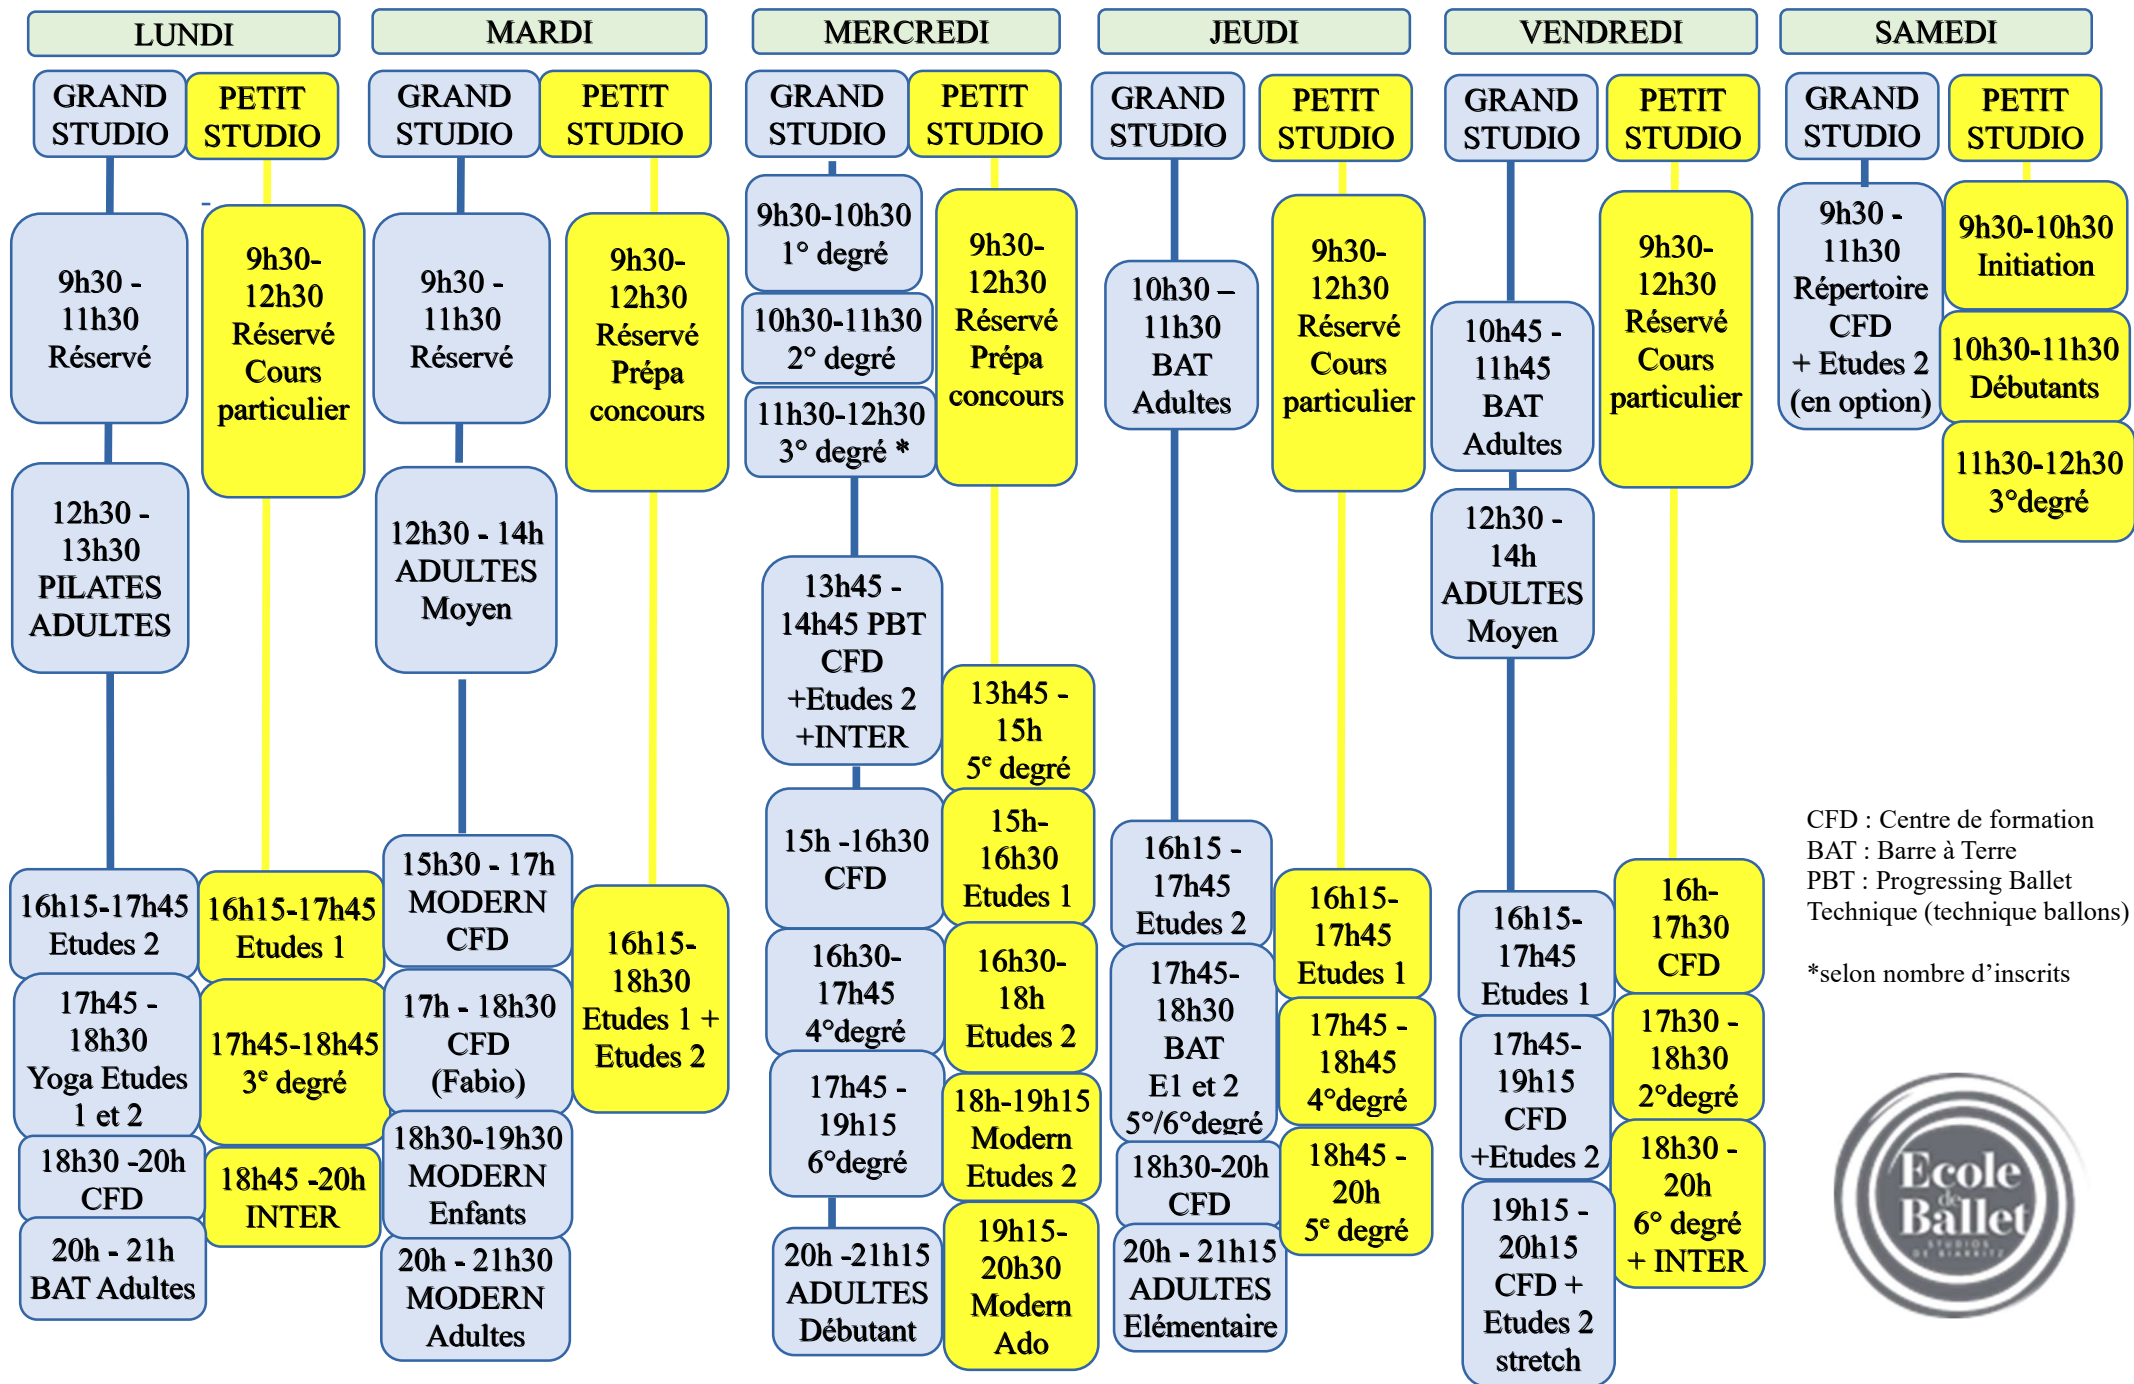 LUNDI
GRAND
STUDIO
9h30 -
11h30
Réservé
12h30 -
13h30
PILATES
ADULTES
16h15-17h45
Etudes 2
17h45 -
18h30
Yoga Etudes
1 et 2
18h30 -20h
CFD
20h - 21h
BAT Adultes
PETIT
STUDIO
9h30-
12h30
Réservé
Cours
particulier
16h15-17h45
Etudes 1
17h45-18h45
3e degré
18h45 -20h
INTER
MARDI
GRAND
STUDIO
9h30 -
11h30
Réservé
12h30 - 14h
ADULTES
Moyen
15h30 - 17h
MODERN
CFD
17h - 18h30
CFD
(Fabio)
18h30-19h30
MODERN
Enfants
20h - 21h30
MODERN
Adultes
PETIT
STUDIO
9h30-
12h30
Réservé
Prépa
concours
16h15-
18h30
Etudes 1 +
Etudes 2
MERCREDI
GRAND
STUDIO
9h30-10h30
1° degré
10h30-11h30
2° degré
11h30-12h30
3° degré *
13h45 -
14h45 PBT
CFD
+Etudes 2
+INTER
15h -16h30
CFD
16h30-
17h45
4°degré
17h45 -
19h15
6°degré
20h -21h15
ADULTES
Débutant
PETIT
STUDIO
9h30-
12h30
Réservé
Prépa
concours
13h45 -
15h
5e degré
15h-
16h30
Etudes 1
16h30-
18h
Etudes 2
18h-19h15
Modern
Etudes 2
19h15-
20h30
Modern
Ado
JEUDI
GRAND
STUDIO
10h30 –
11h30
BAT
Adultes
16h15 -
17h45
Etudes 2
17h45-
18h30
BAT
E1 et 2
5°/6°degré
18h30-20h
CFD
20h - 21h15
ADULTES
Elémentaire
PETIT
STUDIO
9h30-
12h30
Réservé
Cours
particulier
16h15-
17h45
Etudes 1
17h45 -
18h45
4°degré
18h45 -
20h
5e degré
VENDREDI
GRAND
STUDIO
10h45 -
11h45
BAT
Adultes
12h30 -
14h
ADULTES
Moyen
16h15-
17h45
Etudes 1
17h45-
19h15
CFD
+Etudes 2
19h15 -
20h15
CFD +
Etudes 2
stretch
PETIT
STUDIO
9h30-
12h30
Réservé
Cours
particulier
16h-
17h30
CFD
17h30 -
18h30
2°degré
18h30 -
20h
6° degré
+ INTER
SAMEDI
GRAND
STUDIO
9h30 -
11h30
Répertoire
CFD
+ Etudes 2
(en option)
PETIT
STUDIO
9h30-10h30
Initiation
10h30-11h30
Débutants
11h30-12h30
3°degré
CFD : Centre de formation
BAT : Barre à Terre
PBT : Progressing Ballet
Technique (technique ballons)
*selon nombre d’inscrits
Ecole
de
Ballet
STUDIOS
DE BIARRITZ